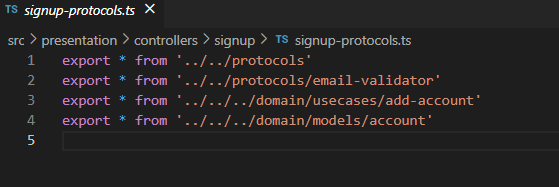 TS signup-protocols.ts ×
src > presentation > controllers > signup > TS signup-protocols.ts
1 export * from '../../protocols'
2 export * from '../../protocols/email-validator'
3 export * from '../../../domain/usecases/add-account'
4 export * from '../../../domain/models/account'
5